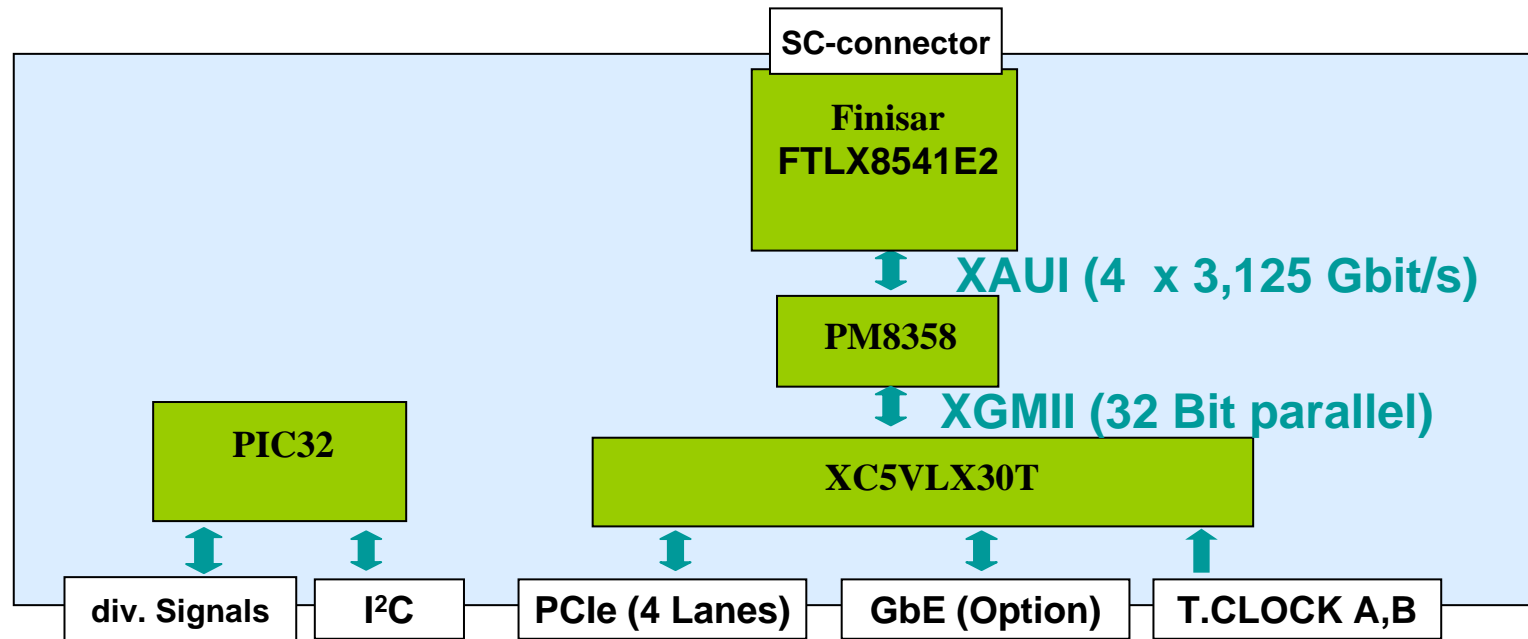 SC-connector
Finisar
FTLX8541E2
XAUI (4 x 3,125 Gbit/s)
PM8358
XGMII (32 Bit parallel)
PIC32
XC5VLX30T
div. Signals
I²C
PCIe (4 Lanes)
GbE (Option)
T.CLOCK A,B